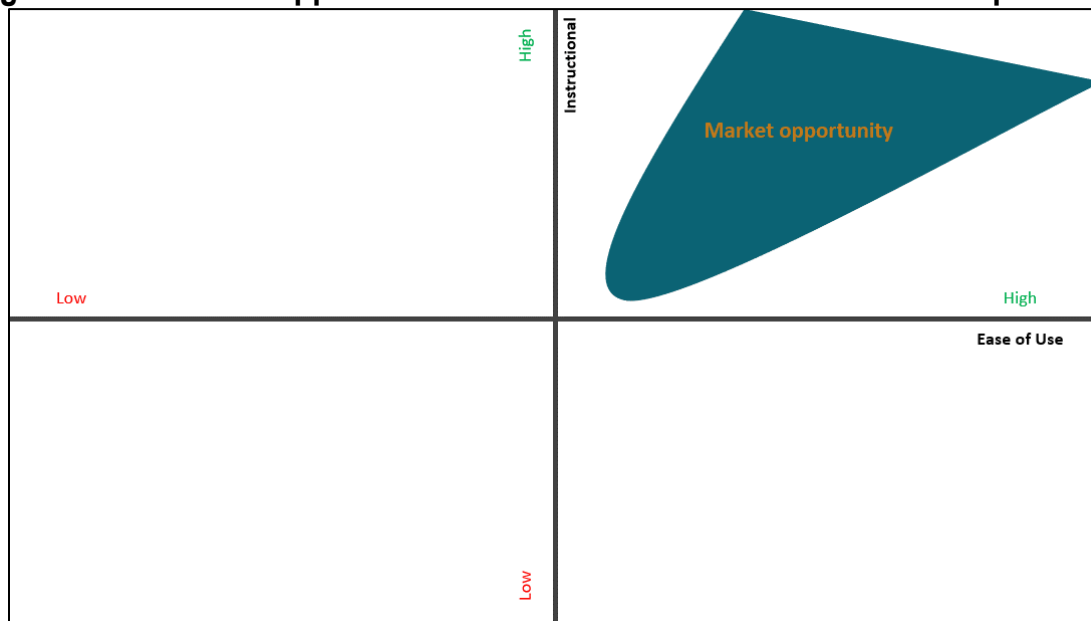 High
Instructional
Market opportunity
Low
High
Ease of Use
Low